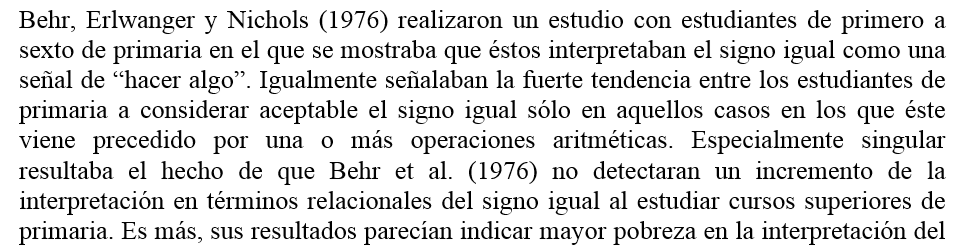 Behr, Erlwanger y Nichols (1976) realizaron un estudio con estudiantes de primero a
sexto de primaria en el que se mostraba que éstos interpretaban el signo igual como una
señal de “hacer algo”. Igualmente señalaban la fuerte tendencia entre los estudiantes de
primaria a considerar aceptable el signo igual sólo en aquellos casos en los que éste
viene precedido por una o más operaciones aritméticas. Especialmente singular
resultaba el hecho de que Behr et al. (1976) no detectaran un incremento de la
interpretación en términos relacionales del signo igual al estudiar cursos superiores de
primaria. Es más, sus resultados parecían indicar mayor pobreza en la interpretación del